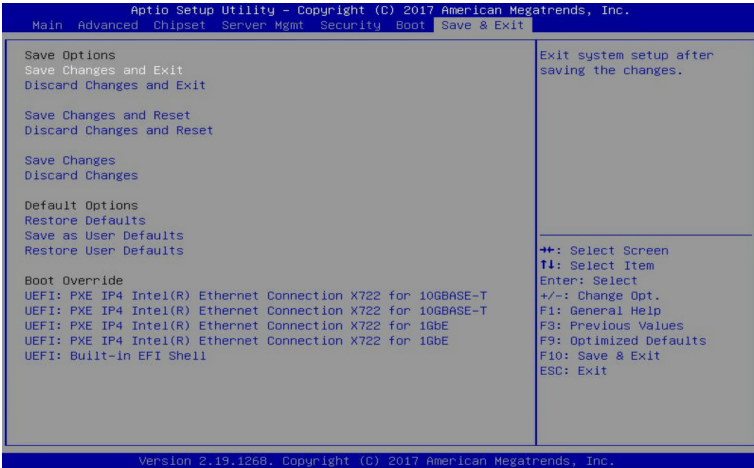 Aptio Setup Utility – Copyright (C) 2017 American Megatrends, Inc.
Main Advanced Chipset Server Mgmt Security Boot Save & Exit
Save Options
Save Changes and Exit
Discard Changes and Exit
Save Changes and Reset
Discard Changes and Reset
Save Changes
Discard Changes
Default Options
Restore Defaults
Save as User Defaults
Restore User Defaults
Boot Override
UEFI: PXE IP4 Intel(R) Ethernet Connection X722 for 10GBASE-T
UEFI: PXE IP4 Intel(R) Ethernet Connection X722 for 10GBASE-T
UEFI: PXE IP4 Intel(R) Ethernet Connection X722 for 1GbE
UEFI: PXE IP4 Intel(R) Ethernet Connection X722 for 1GbE
UEFI: Built-in EFI Shell
Exit system setup after
saving the changes.
→←: Select Screen
↑↓: Select Item
Enter: Select
+/-: Change Opt.
F1: General Help
F3: Previous Values
F9: Optimized Defaults
F10: Save & Exit
ESC: Exit
Version 2.19.1268. Copyright (C) 2017 American Megatrends, Inc.